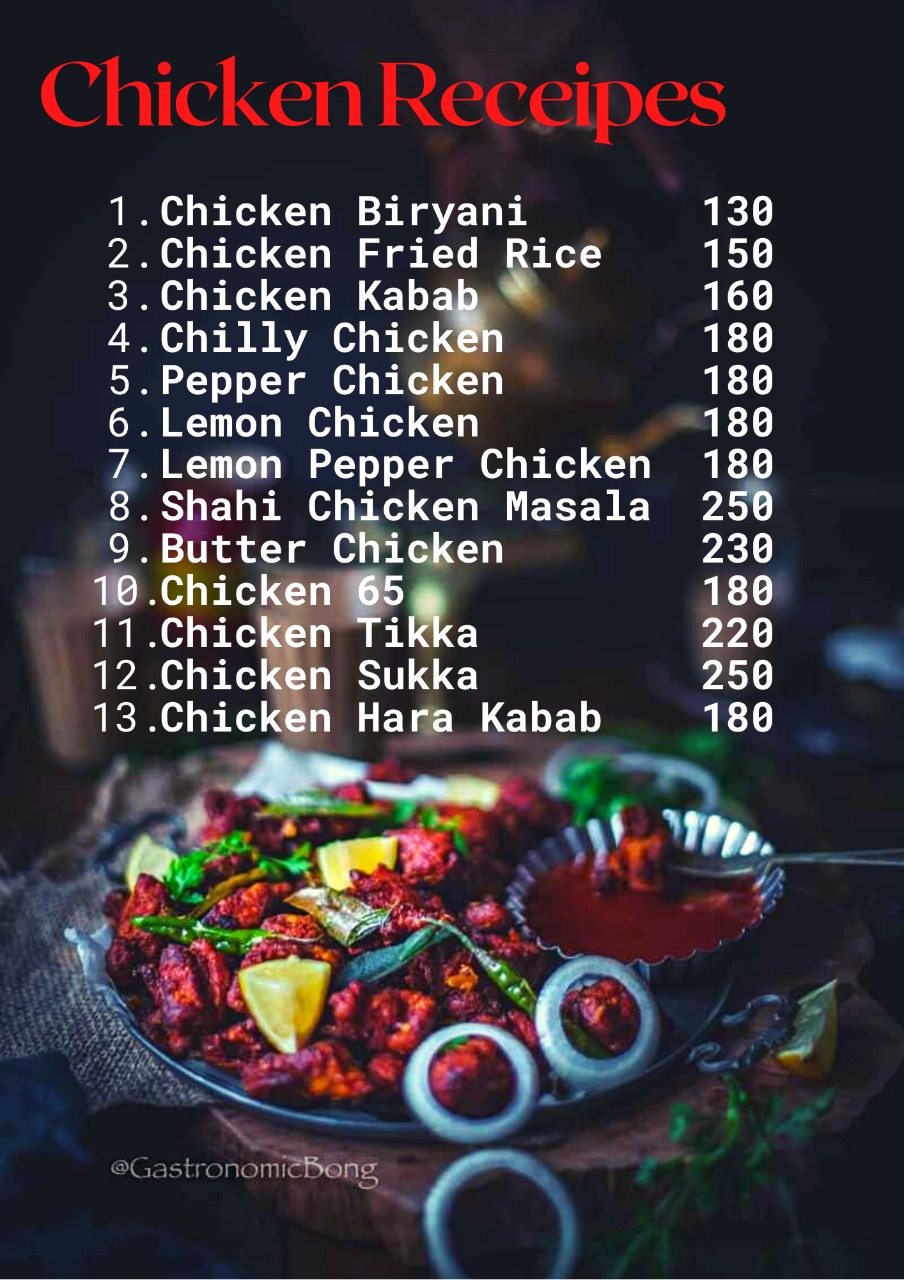 Chicken Receipes
1.Chicken Biryani 130
2.Chicken Fried Rice 150
3.Chicken Kabab 160
4.Chilly Chicken 180
5.Pepper Chicken 180
6.Lemon Chicken 180
7.Lemon Pepper Chicken 180
8.Shahi Chicken Masala 250
9.Butter Chicken 230
10.Chicken 65 180
11.Chicken Tikka 220
12.Chicken Sukka 250
13.Chicken Hara Kabab 180
@GastronomicBong